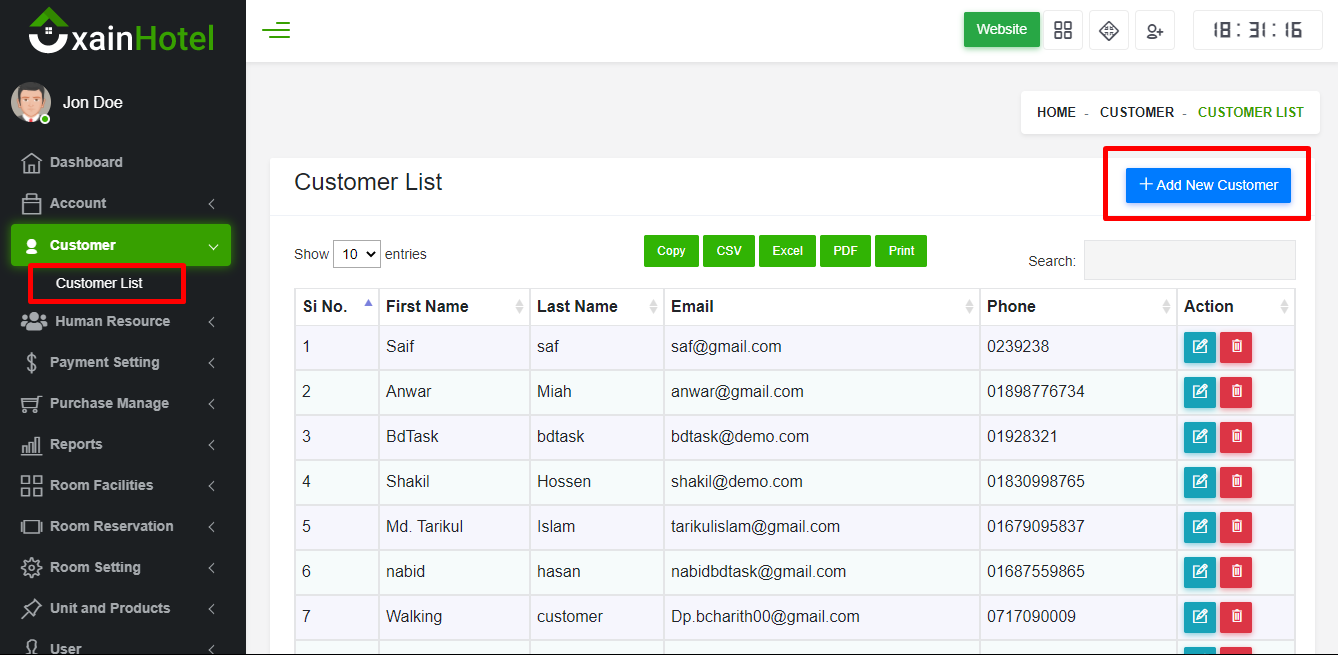 xainHotel
Website
18:31:16
Jon Doe
HOME - CUSTOMER - CUSTOMER LIST
Dashboard
Account
Customer
Customer List
Human Resource
Payment Setting
Purchase Manage
Reports
Room Facilities
Room Reservation
Room Setting
Unit and Products
User
Customer List
+ Add New Customer
Show 10 entries
Copy CSV Excel PDF Print
Search:
Si No. First Name Last Name Email Phone Action
1 Saif saf saf@gmail.com 0239238
2 Anwar Miah anwar@gmail.com 01898776734
3 BdTask bdtask bdtask@demo.com 01928321
4 Shakil Hossen shakil@demo.com 01830998765
5 Md. Tarikul Islam tarikulislam@gmail.com 01679095837
6 nabid hasan nabidbdtask@gmail.com 01687559865
7 Walking customer Dp.bcharith00@gmail.com 0717090009